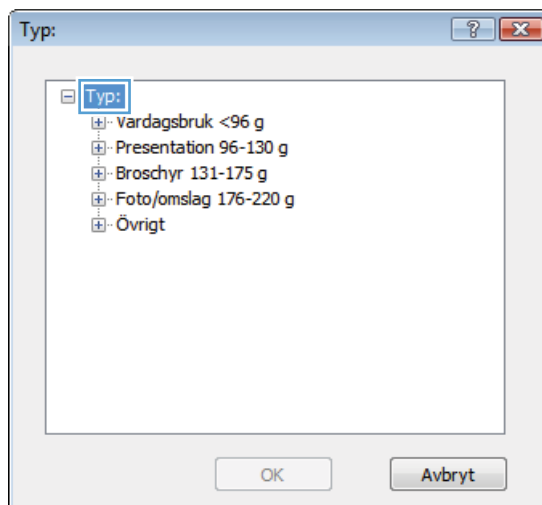 Typ:
Typ:
Vardagsbruk <96 g
Presentation 96-130 g
Broschyr 131-175 g
Foto/omslag 176-220 g
Övrigt
OK
Avbryt